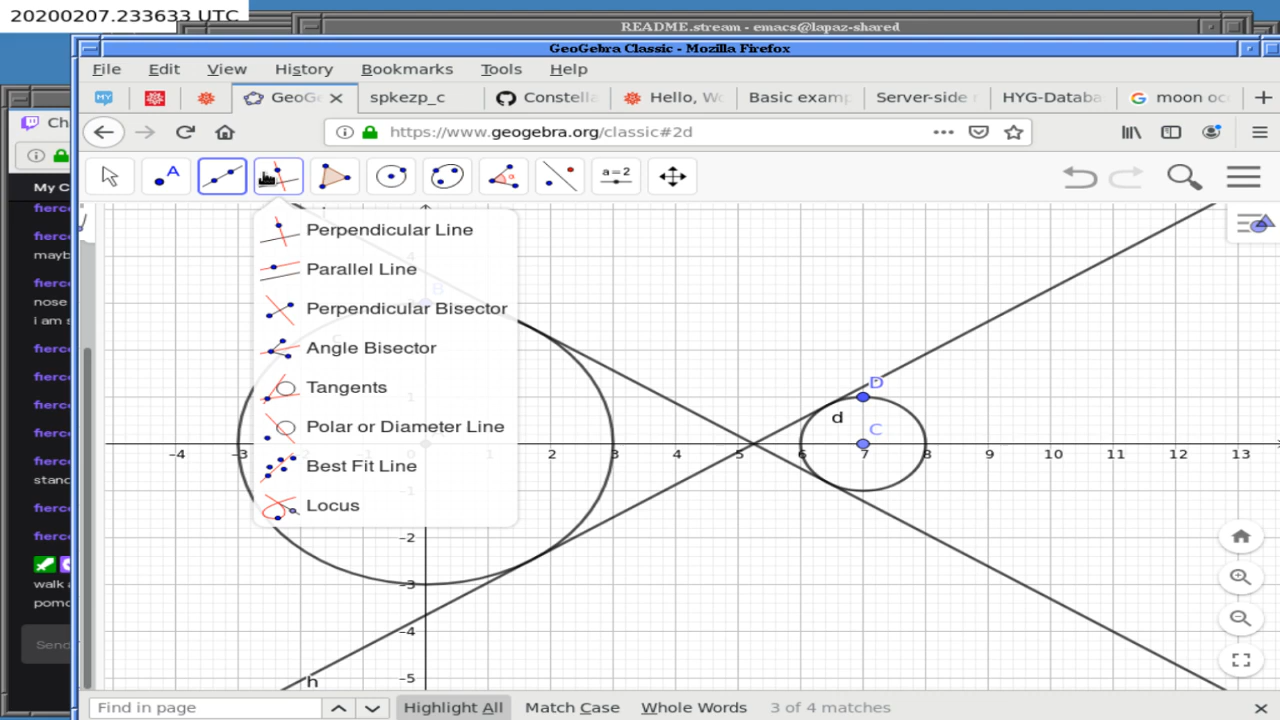 20200207.233633 UTC
README.stream - emacs@lapaz-shared
GeoGebra Classic - Mozilla Firefox
File Edit View History Bookmarks Tools Help
Ch
MY GeoGe spkezp_c Constella Hello, Wo Basic examp Server-side r HYG-Databa moon occ
https://www.geogebra.org/classic#2d
A
α
a=2
My C
fierc
fierc
mayb
fierc
nose
i am s
fierc
fierc
fierc
fierc
stand
fierc
fierc
walk a
pomo
Send
Perpendicular Line
Parallel Line
Perpendicular Bisector
Angle Bisector
Tangents
Polar or Diameter Line
Best Fit Line
Locus
4
B
D
1
d
C
-4 -3 -1 1 2 3 4 5 6 7 8 9 10 11 12 13
-1
-2
-3
-4
-5
h
Find in page Highlight All Match Case Whole Words 3 of 4 matches